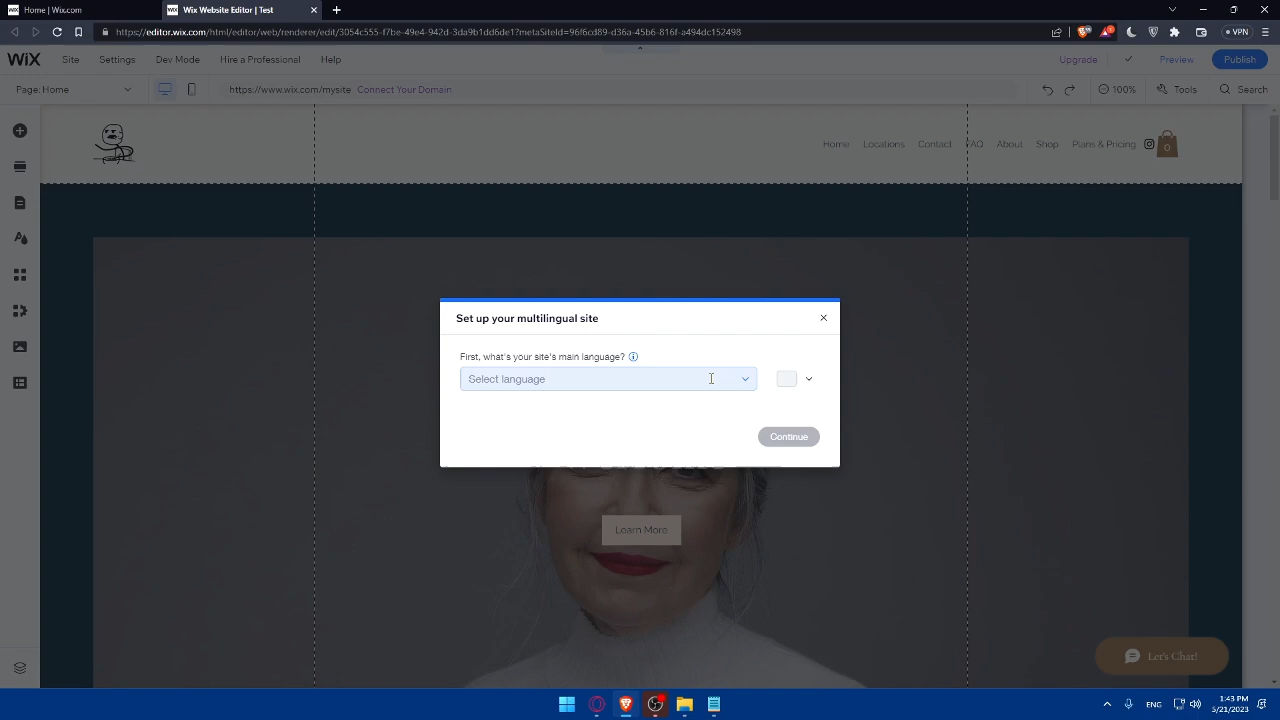 Home | Wix.com
Wix Website Editor | Test
https://editor.wix.com/html/editor/web/renderer/edit/3054c555-f7be-49e4-942d-3da9b1dd6de1?metaSiteId=96f6cd89-d36a-45b6-816f-a494dc152498
VPN
WiX
Site
Settings
Dev Mode
Hire a Professional
Help
Upgrade
Preview
Publish
Page: Home
https://www.wix.com/mysite
Connect Your Domain
100%
Tools
Search
Home
Locations
Contact
FAQ
About
Shop
Plans & Pricing
0
Set up your multilingual site
First, what's your site's main language?
Select language
Continue
Learn More
Let's Chat!
ENG
1:43 PM
5/21/2023